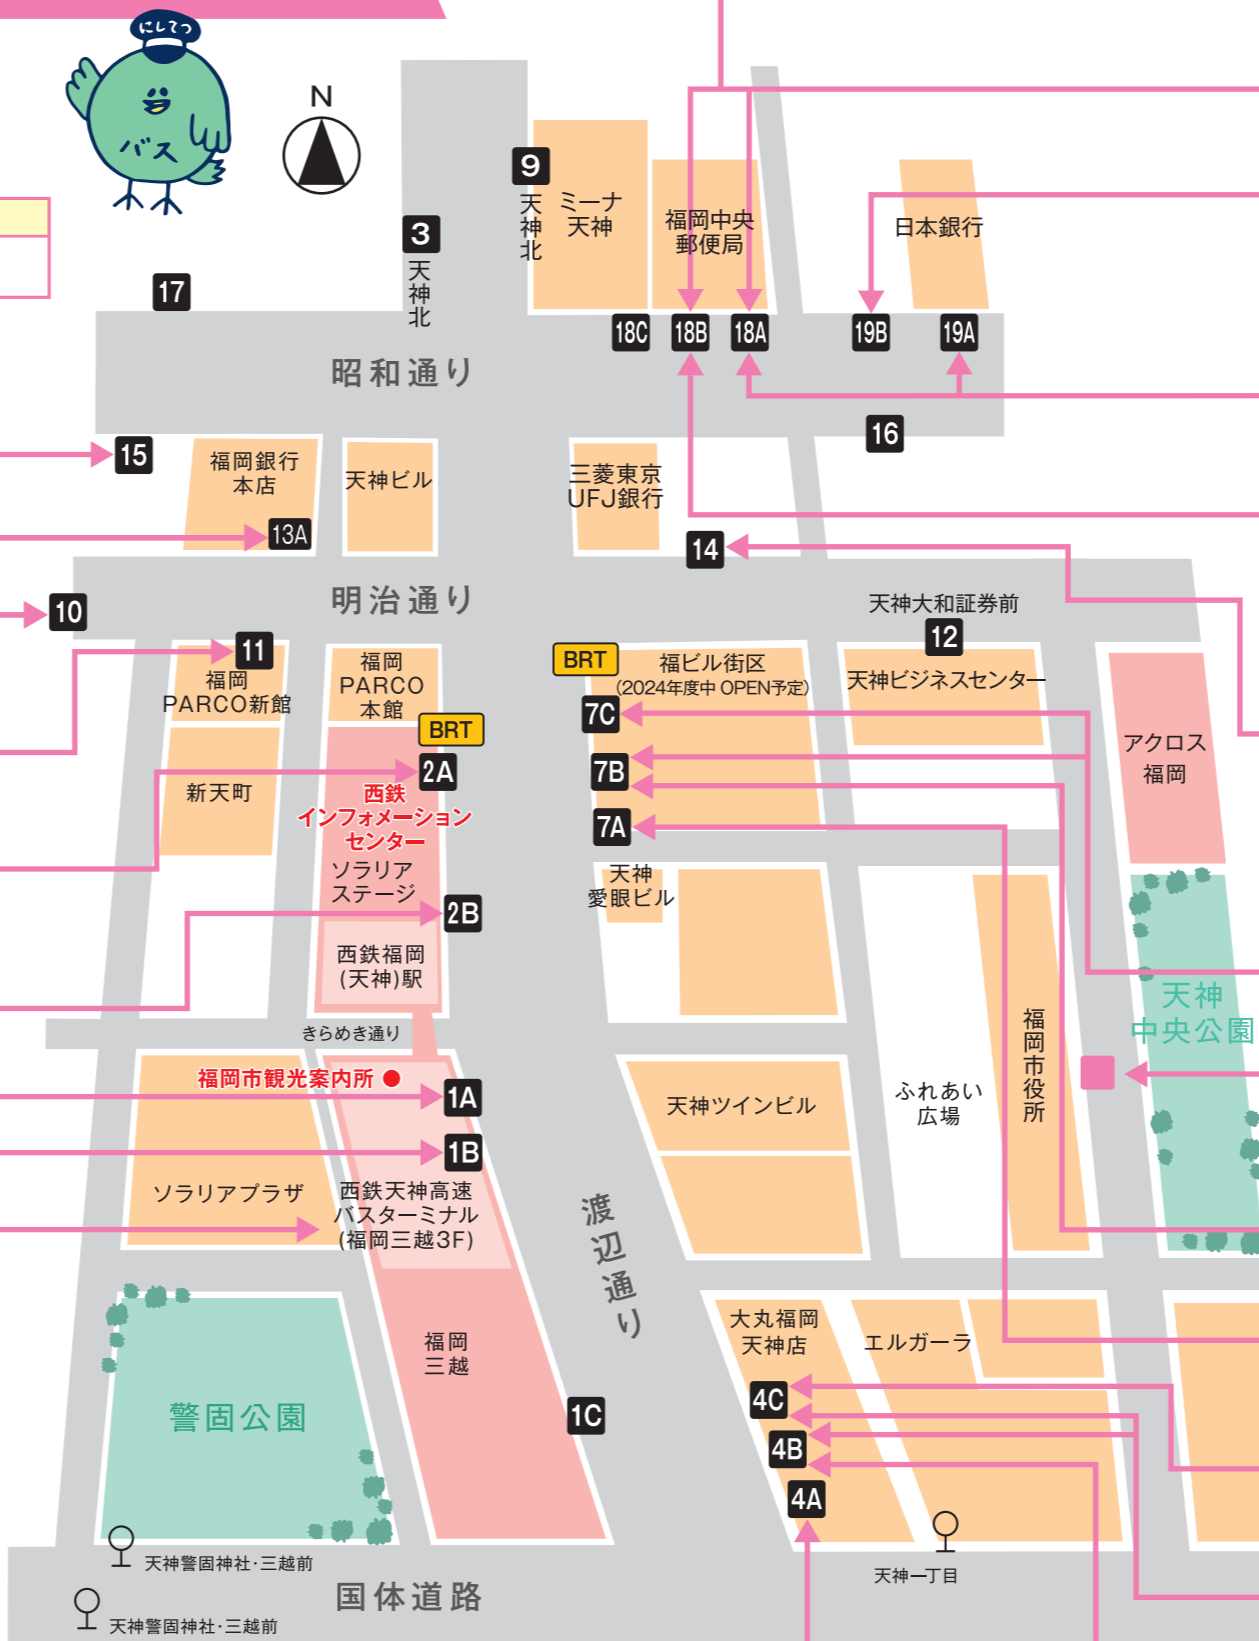 にしてつ
バス
N
9
天神北
3
天神北
ミーナ
天神
福岡中央
郵便局
日本銀行
17
18C
18B
18A
19B
19A
昭和通り
16
15
福岡銀行
本店
天神ビル
三菱東京
UFJ銀行
13A
14
明治通り
10
天神大和証券前
12
11
福岡
PARCO新館
福岡
PARCO
本館
BRT
福ビル街区
(2024年度中 OPEN予定)
天神ビジネスセンター
7C
BRT
2A
7B
アクロス
福岡
新天町
西鉄
インフォメーション
センター
7A
ソラリア
ステージ
天神
愛眼ビル
2B
西鉄福岡
(天神)駅
天神
中央公園
きらめき通り
福岡市役所
福岡市観光案内所
1A
天神ツインビル
ふれあい
広場
1B
ソラリアプラザ
西鉄天神高速
バスターミナル
(福岡三越3F)
渡辺通り
大丸福岡
天神店
エルガーラ
福岡
三越
4C
警固公園
1C
4B
4A
天神警固神社・三越前
天神一丁目
国体道路
天神警固神社・三越前